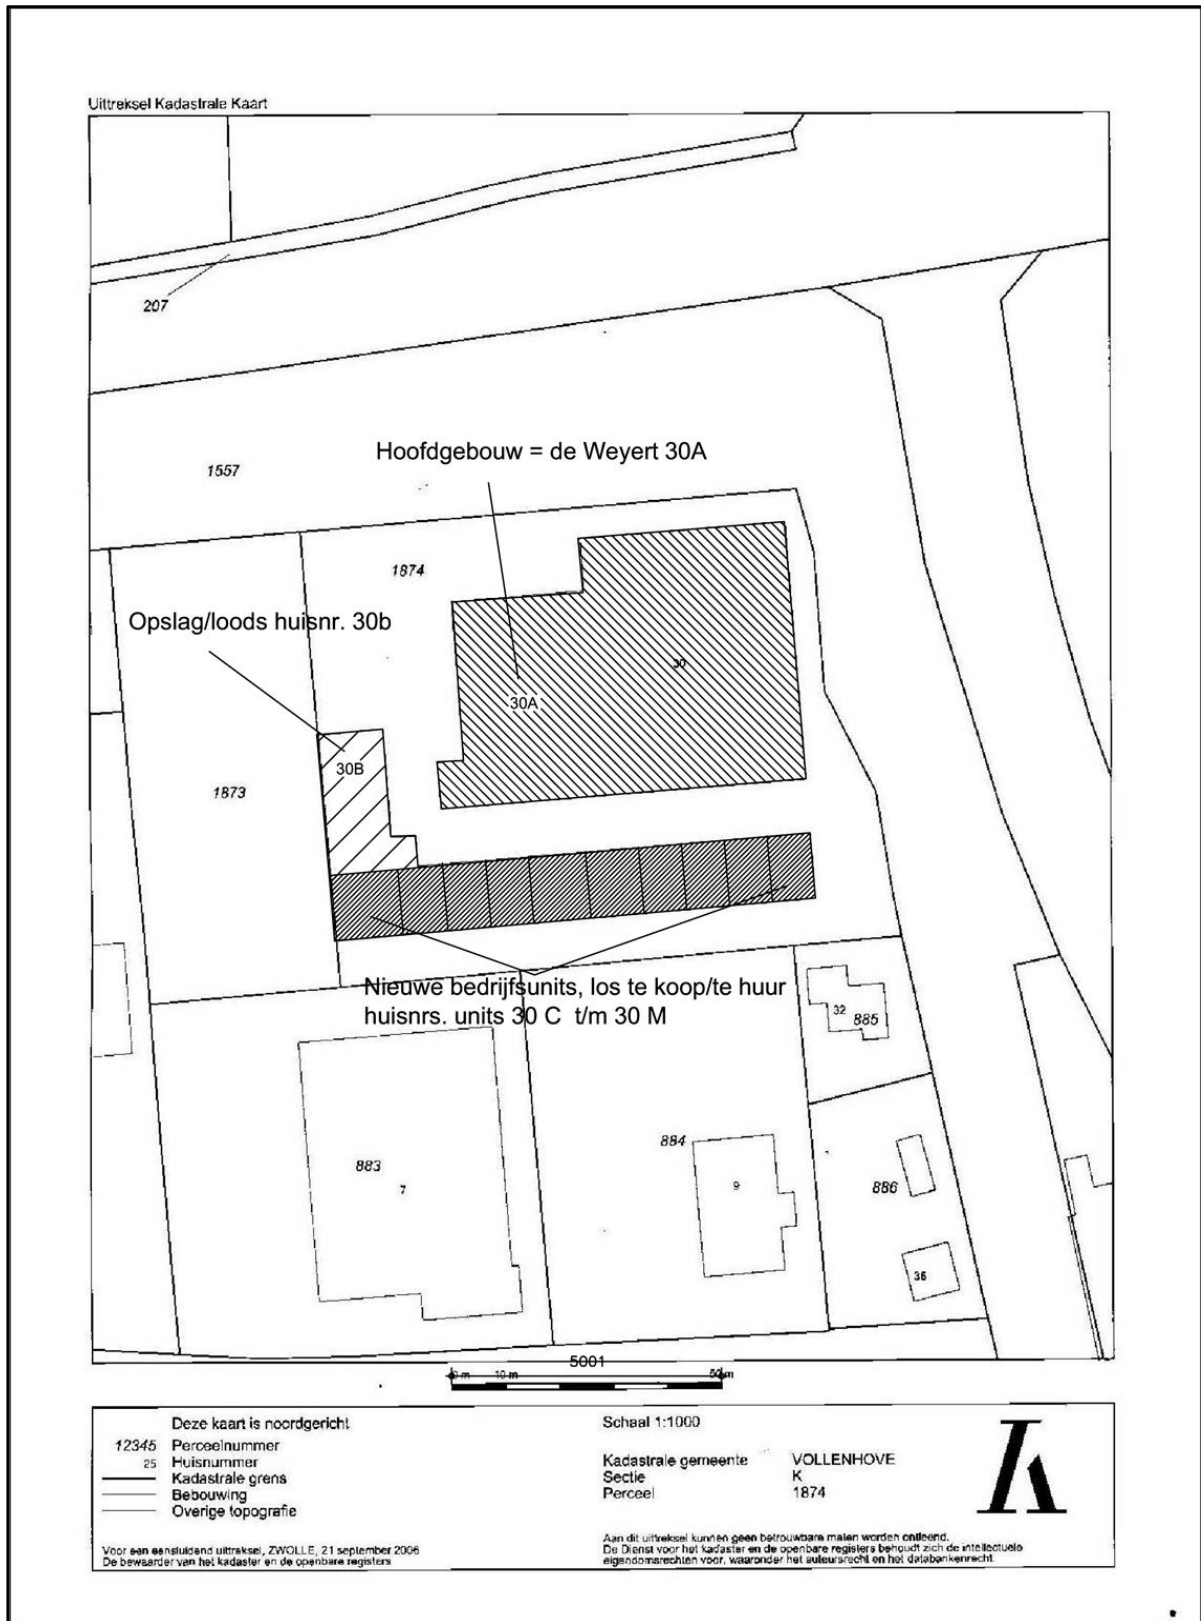 Uittreksel Kadastrale Kaart
207
1557
Hoofdgebouw = de Weyert 30A
1874
Opslag/loods huisnr. 30b
30
30A
30B
1873
Nieuwe bedrijfsunits, los te koop/te huur
huisnrs. units 30 C t/m 30 M
32
885
884
883
7
9
886
36
5001
0 m 10 m 50 m
Deze kaart is noordgericht
12345 Perceelnummer
25 Huisnummer
Kadastrale grens
Bebouwing
Overige topografie
Voor een eensluidend uittreksel, ZWOLLE, 21 september 2006
De bewaarder van het kadaster en de openbare registers
Schaal 1:1000
Kadastrale gemeente VOLLENHOVE
Sectie K
Perceel 1874
Aan dit uittreksel kunnen geen betrouwbare maten worden ontleend.
De Dienst voor het kadaster en de openbare registers behoudt zich de intellectuele
eigendomsrechten voor, waaronder het auteursrecht en het databankenrecht